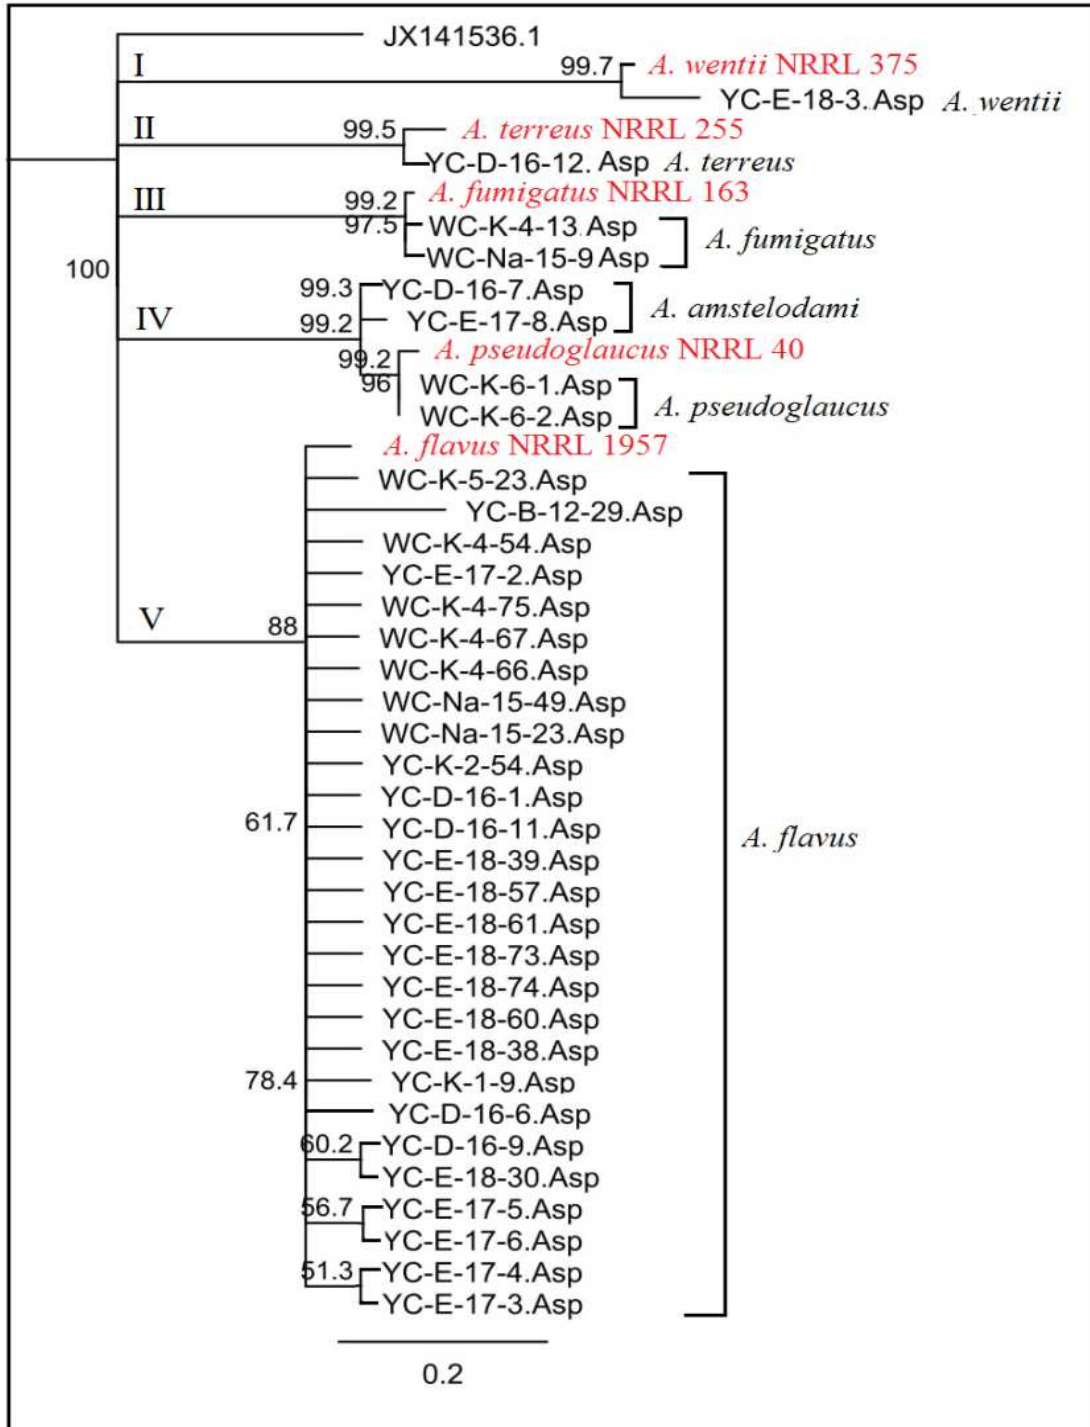 JX141536.1
I
99.7 A. wentii NRRL 375
YC-E-18-3.Asp A. wentii
II
99.5 A. terreus NRRL 255
YC-D-16-12. Asp A. terreus
III
99.2 A. fumigatus NRRL 163
97.5 WC-K-4-13.Asp
A. fumigatus
WC-Na-15-9 Asp
100
99.3 YC-D-16-7.Asp
A. amstelodami
IV
99.2 YC-E-17-8.Asp
99.2 A. pseudoglaucus NRRL 40
96 WC-K-6-1.Asp
A. pseudoglaucus
WC-K-6-2.Asp
A. flavus NRRL 1957
WC-K-5-23.Asp
YC-B-12-29.Asp
WC-K-4-54.Asp
YC-E-17-2.Asp
WC-K-4-75.Asp
V
88
WC-K-4-67.Asp
WC-K-4-66.Asp
WC-Na-15-49.Asp
WC-Na-15-23.Asp
YC-K-2-54.Asp
YC-D-16-1.Asp
61.7 YC-D-16-11.Asp
A. flavus
YC-E-18-39.Asp
YC-E-18-57.Asp
YC-E-18-61.Asp
YC-E-18-73.Asp
YC-E-18-74.Asp
YC-E-18-60.Asp
YC-E-18-38.Asp
78.4 YC-K-1-9.Asp
YC-D-16-6.Asp
60.2 YC-D-16-9.Asp
YC-E-18-30.Asp
56.7 YC-E-17-5.Asp
YC-E-17-6.Asp
51.3 YC-E-17-4.Asp
YC-E-17-3.Asp
0.2